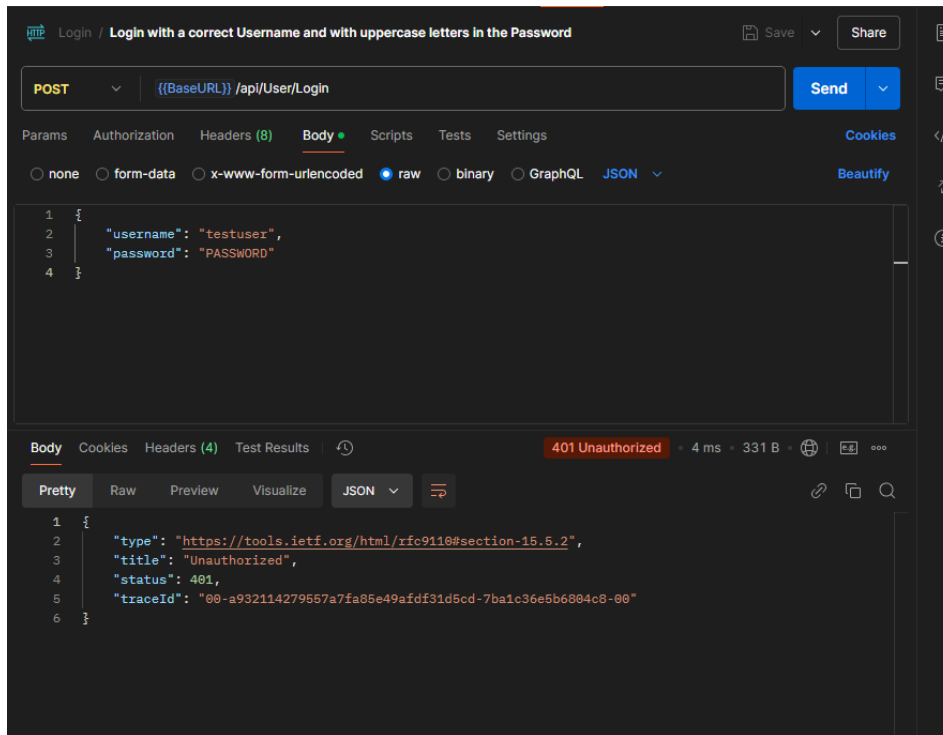 HTTP Login / Login with a correct Username and with uppercase letters in the Password Save Share
POST {{BaseURL}} /api/User/Login Send
Params Authorization Headers (8) Body Scripts Tests Settings Cookies
none form-data x-www-form-urlencoded raw binary GraphQL JSON Beautify
1 {
2 "username": "testuser",
3 "password": "PASSWORD"
4 }
Body Cookies Headers (4) Test Results 401 Unauthorized 4 ms 331 B e.g.
Pretty Raw Preview Visualize JSON
1 {
2 "type": "https://tools.ietf.org/html/rfc9110#section-15.5.2",
3 "title": "Unauthorized",
4 "status": 401,
5 "traceId": "00-a932114279557a7fa85e49afdf31d5cd-7ba1c36e5b6804c8-00"
6 }